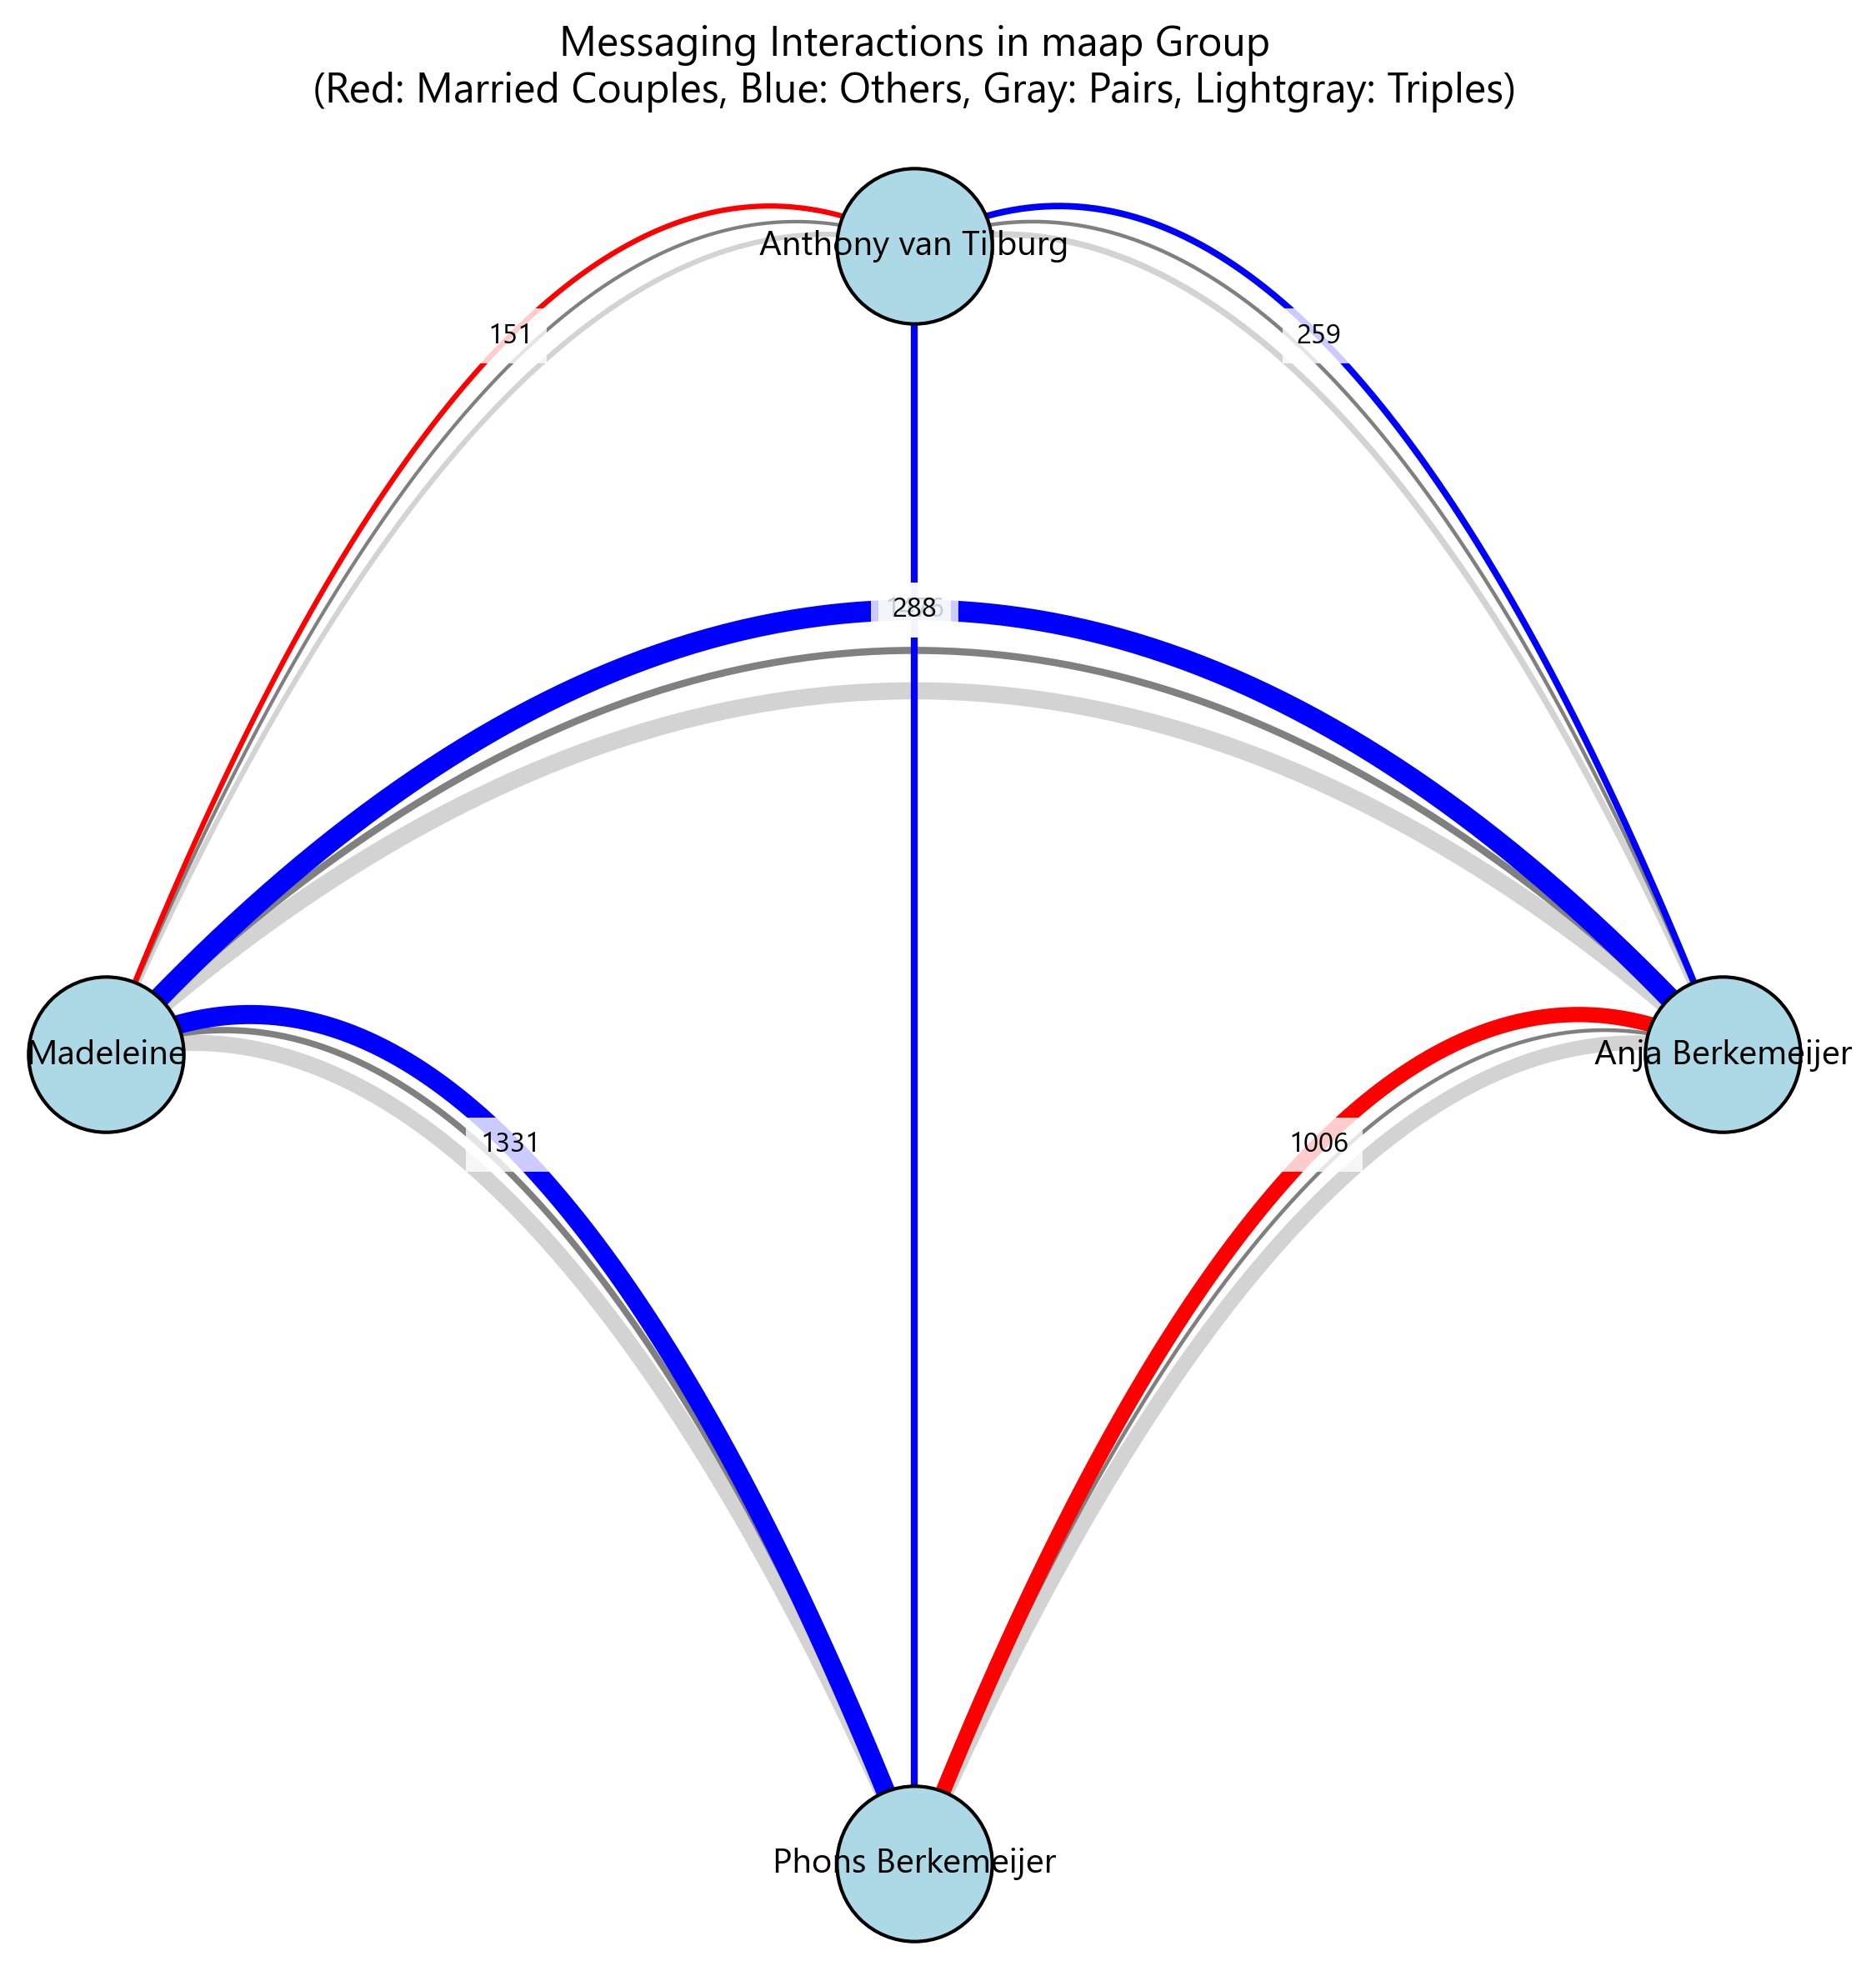 Messaging Interactions in maap Group
(Red: Married Couples, Blue: Others, Gray: Pairs, Lightgray: Triples)
Anthony van Tilburg
151
259
288
Madeleine
Anja Berkemeijer
1331
1006
Phons Berkemeijer